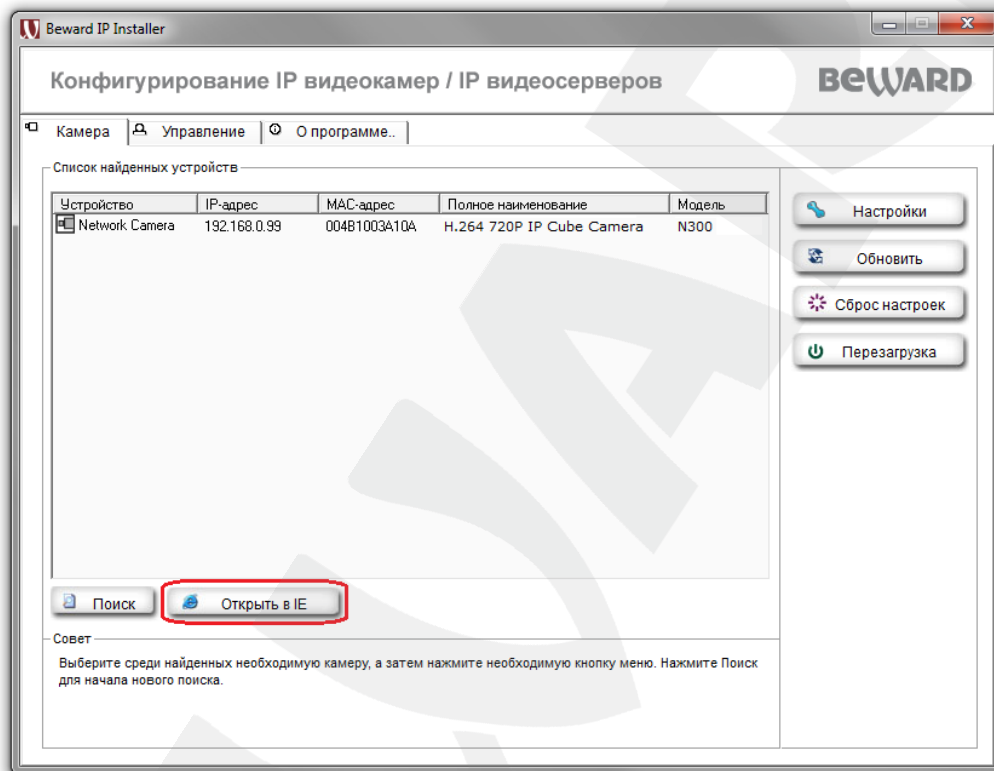 Beward IP Installer
Конфигурирование IP видеокамер / IP видеосерверов
BEWARD
Камера Управление О программе..
Список найденных устройств
Устройство IP-адрес MAC-адрес Полное наименование Модель
Network Camera 192.168.0.99 004B1003A10A H.264 720P IP Cube Camera N300
Настройки
Обновить
Сброс настроек
Перезагрузка
Поиск Открыть в IE
Совет
Выберите среди найденных необходимую камеру, а затем нажмите необходимую кнопку меню. Нажмите Поиск
для начала нового поиска.